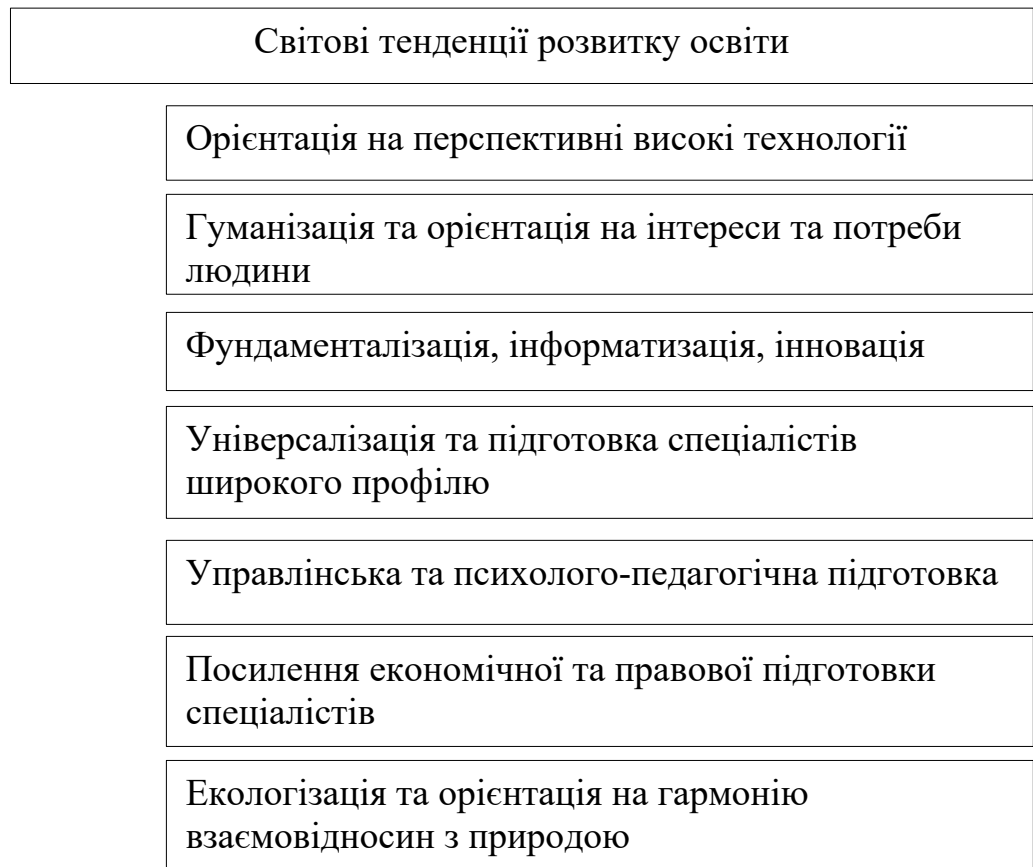 Світові тенденції розвитку освіти
Орієнтація на перспективні високі технології
Гуманізація та орієнтація на інтереси та потреби
людини
Фундаменталізація, інформатизація, інновація
Універсалізація та підготовка спеціалістів
широкого профілю
Управлінська та психолого-педагогічна підготовка
Посилення економічної та правової підготовки
спеціалістів
Екологізація та орієнтація на гармонію
взаємовідносин з природою